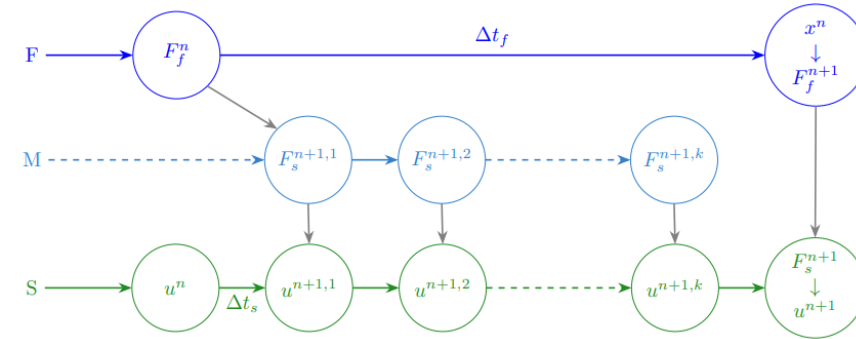 F
F_f^n
Δt_f
x^n
↓
F_f^{n+1}
M
F_s^{n+1,1}
F_s^{n+1,2}
F_s^{n+1,k}
S
u^n
Δt_s
u^{n+1,1}
u^{n+1,2}
u^{n+1,k}
F_s^{n+1}
↓
u^{n+1}